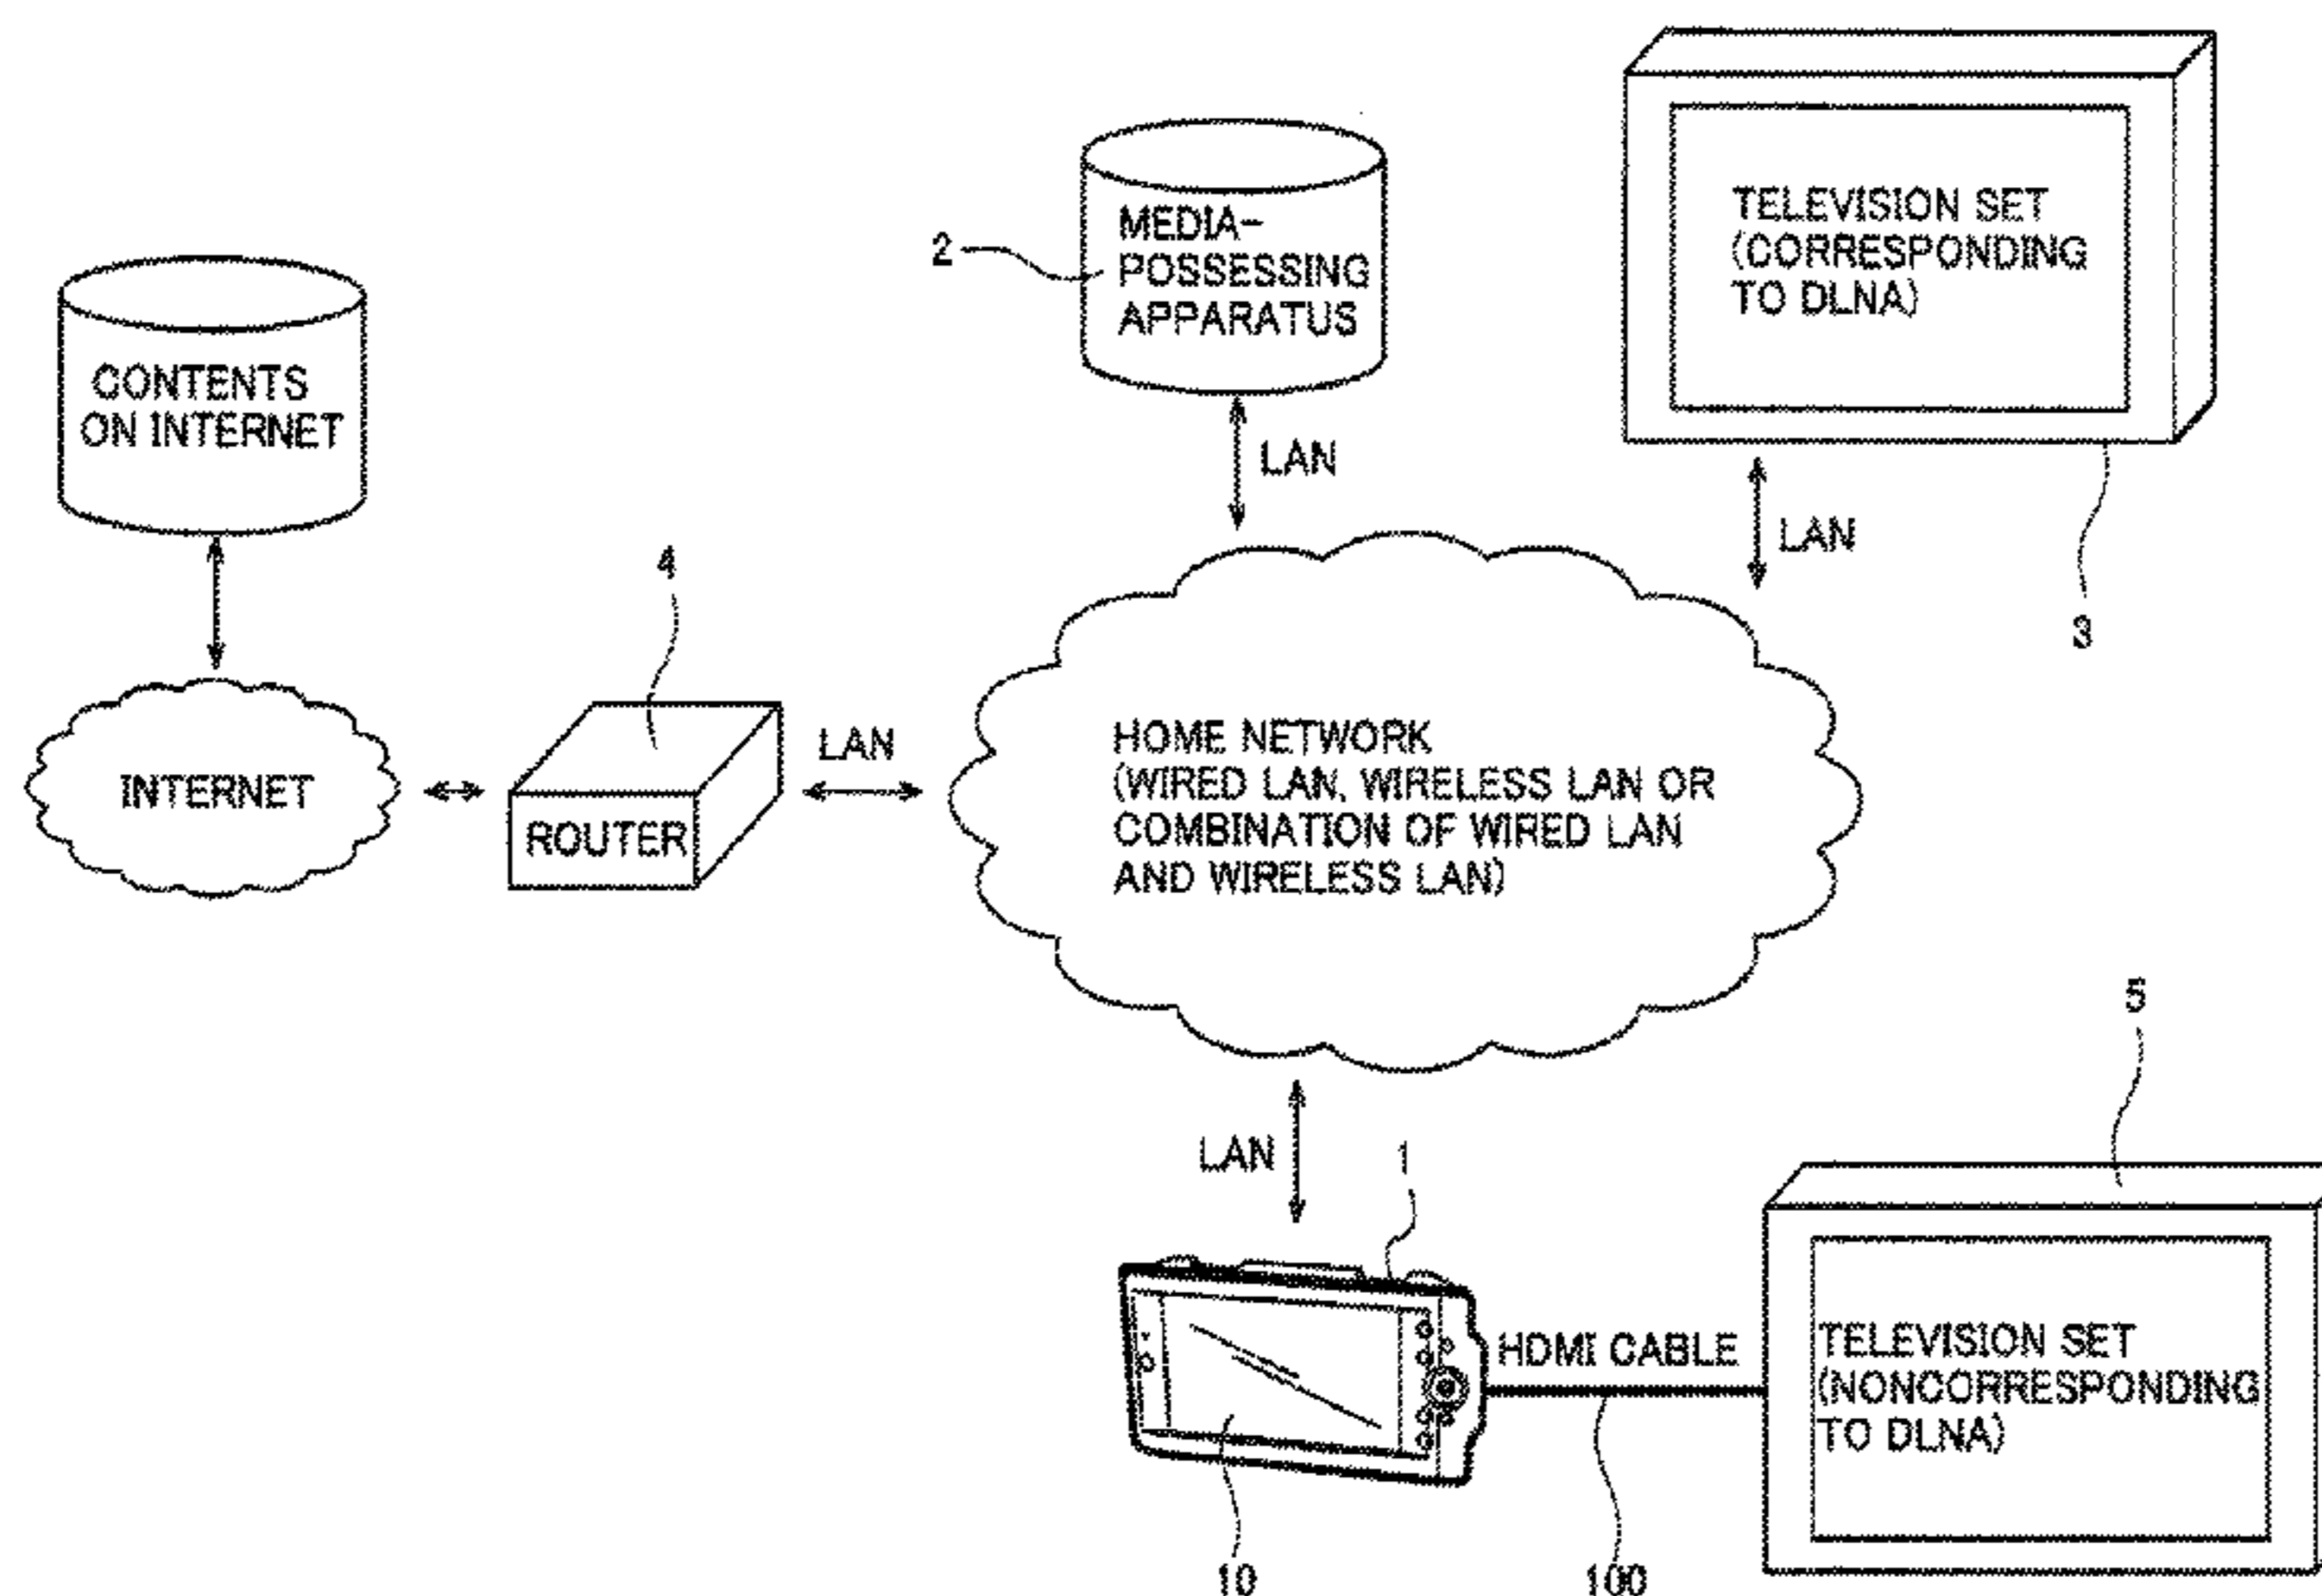 TELEVISION SET
(CORRESPONDING
TO DLNA)
3
LAN
2
MEDIA-
POSSESSING
APPARATUS
LAN
CONTENTS
ON INTERNET
INTERNET
4
ROUTER
LAN
HOME NETWORK
(WIRED LAN, WIRELESS LAN OR
COMBINATION OF WIRED LAN
AND WIRELESS LAN)
LAN
1
10
HDMI CABLE
100
5
TELEVISION SET
(NONCORRESPONDING
TO DLNA)